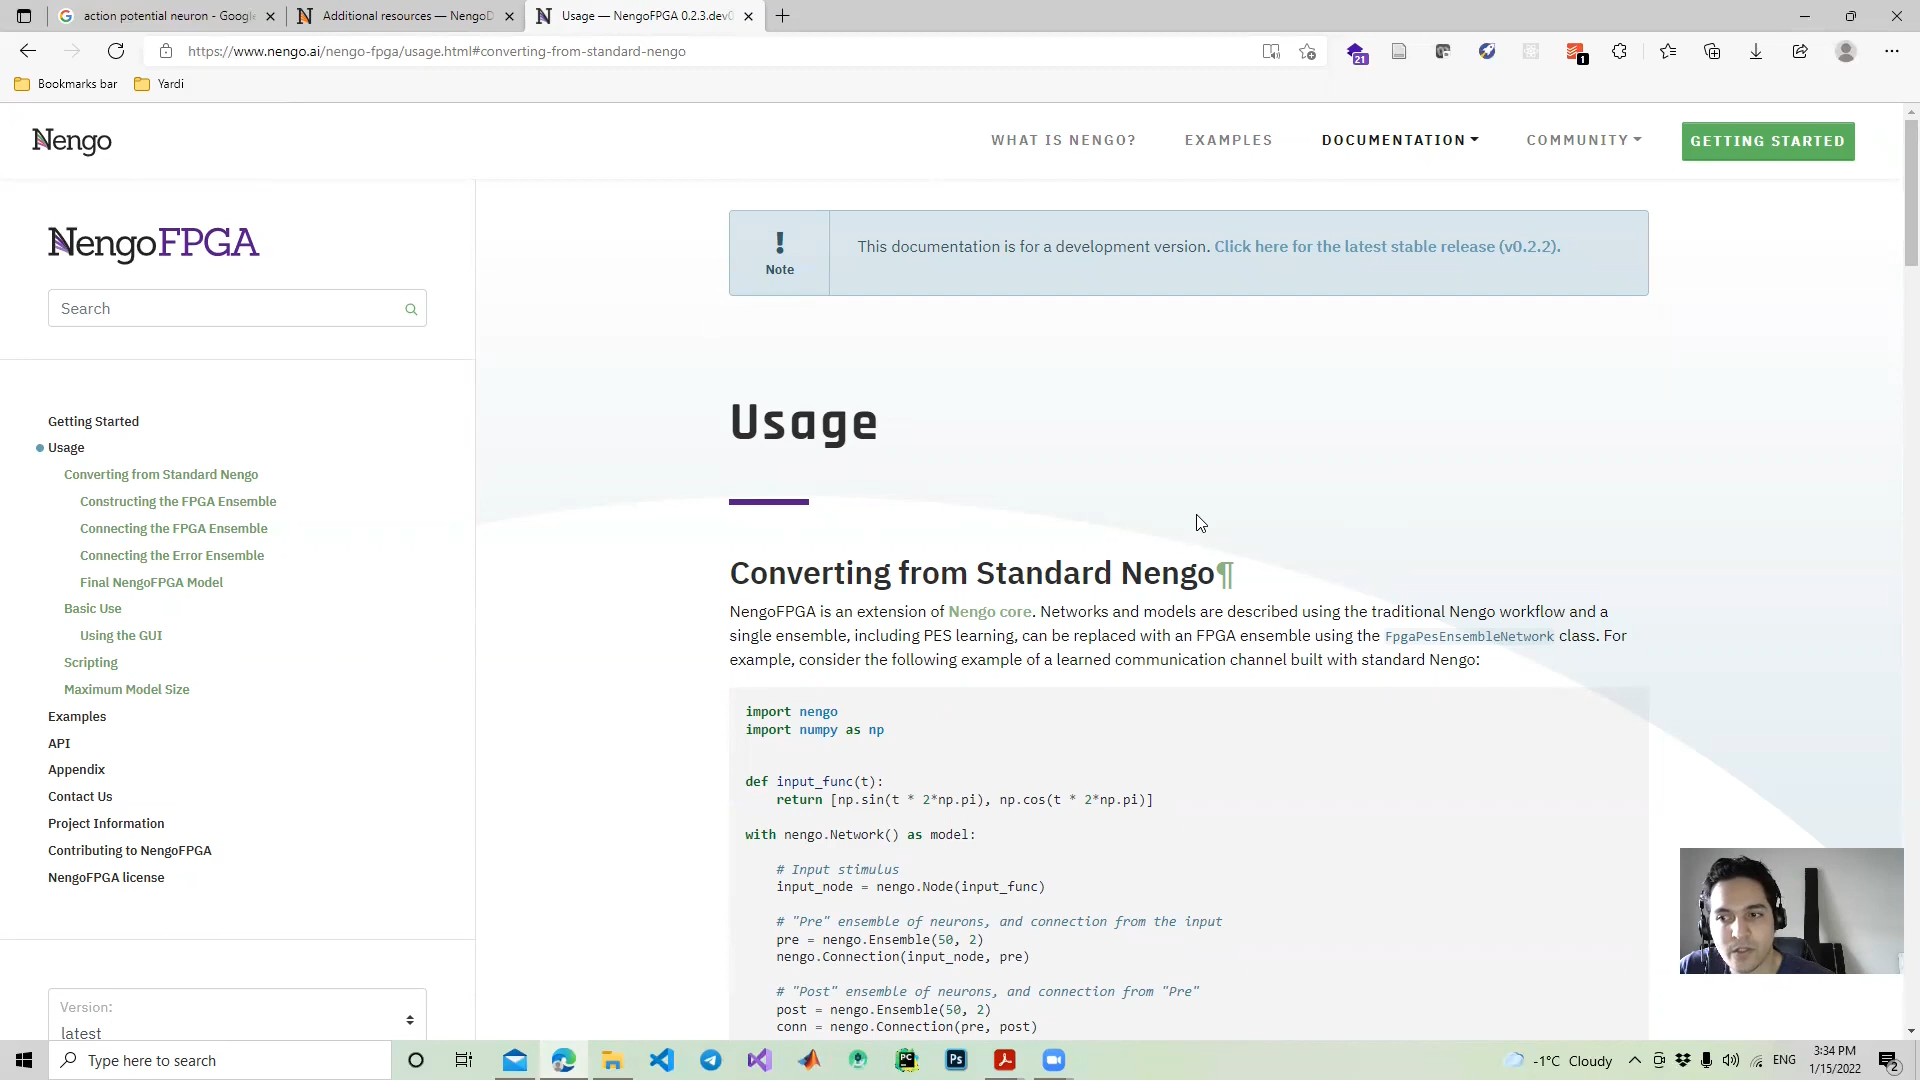 action potential neuron - Google
Additional resources — NengoD
Usage — NengoFPGA 0.2.3.dev0
https://www.nengo.ai/nengo-fpga/usage.html#converting-from-standard-nengo
21
1
Bookmarks bar
Yardi
Nengo
WHAT IS NENGO?
EXAMPLES
DOCUMENTATION
COMMUNITY
GETTING STARTED
NengoFPGA
Search
Getting Started
Usage
Converting from Standard Nengo
Constructing the FPGA Ensemble
Connecting the FPGA Ensemble
Connecting the Error Ensemble
Final NengoFPGA Model
Basic Use
Using the GUI
Scripting
Maximum Model Size
Examples
API
Appendix
Contact Us
Project Information
Contributing to NengoFPGA
NengoFPGA license
Version:
latest
!
Note
This documentation is for a development version. Click here for the latest stable release (v0.2.2).
Usage
Converting from Standard Nengo¶
NengoFPGA is an extension of Nengo core. Networks and models are described using the traditional Nengo workflow and a
single ensemble, including PES learning, can be replaced with an FPGA ensemble using the FpgaPesEnsembleNetwork class. For
example, consider the following example of a learned communication channel built with standard Nengo:
import nengo
import numpy as np
def input_func(t):
return [np.sin(t * 2*np.pi), np.cos(t * 2*np.pi)]
with nengo.Network() as model:
# Input stimulus
input_node = nengo.Node(input_func)
# "Pre" ensemble of neurons, and connection from the input
pre = nengo.Ensemble(50, 2)
nengo.Connection(input_node, pre)
# "Post" ensemble of neurons, and connection from "Pre"
post = nengo.Ensemble(50, 2)
conn = nengo.Connection(pre, post)
Type here to search
PC
Ps
-1°C Cloudy
ENG
3:34 PM
1/15/2022
2